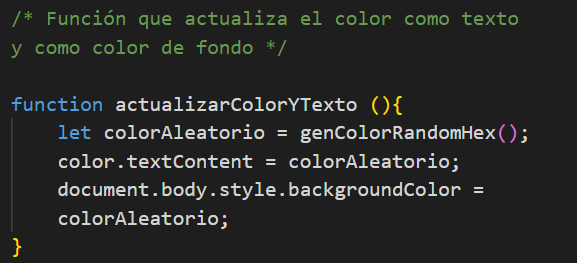 /* Función que actualiza el color como texto
y como color de fondo */
function actualizarColorYTexto (){
let colorAleatorio = genColorRandomHex();
color.textContent = colorAleatorio;
document.body.style.backgroundColor =
colorAleatorio;
}